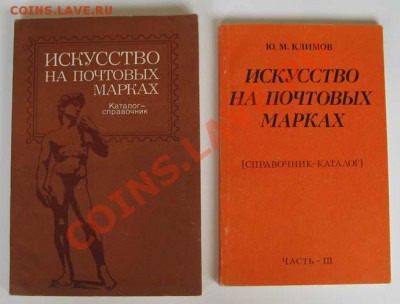 COINS.LAVE.RU
ИСКУССТВО
НА ПОЧТОВЫХ
МАРКАХ
Каталог–
справочник
Ю. М. КЛИМОВ
ИСКУССТВО
НА ПОЧТОВЫХ
МАРКАХ
[СПРАВОЧНИК-КАТАЛОГ]
ЧАСТЬ - III
COINS.LAVE.RU